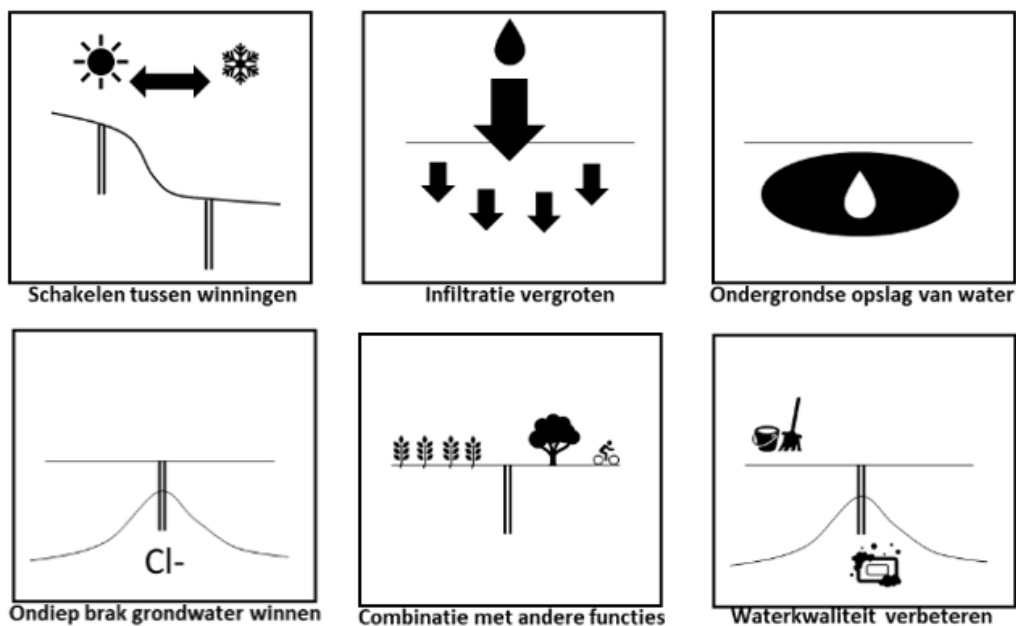 Schakelen tussen winningen
Infiltratie vergroten
Ondergrondse opslag van water
Cl-
Ondiep brak grondwater winnen
Combinatie met andere functies
Waterkwaliteit verbeteren